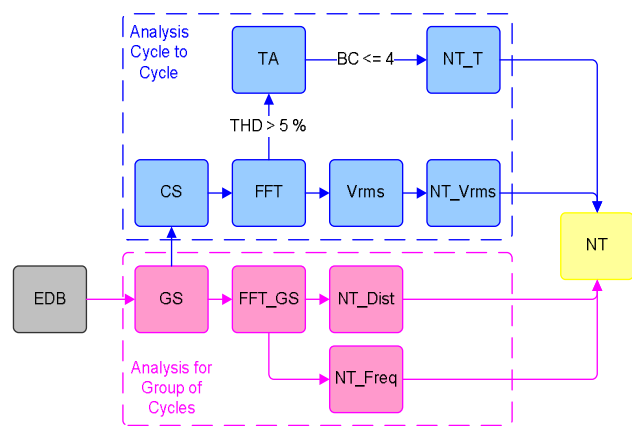 Analysis
Cycle to
Cycle
TA
BC <= 4
NT_T
THD > 5 %
CS
FFT
Vrms
NT_Vrms
NT
EDB
GS
FFT_GS
NT_Dist
NT_Freq
Analysis for
Group of
Cycles